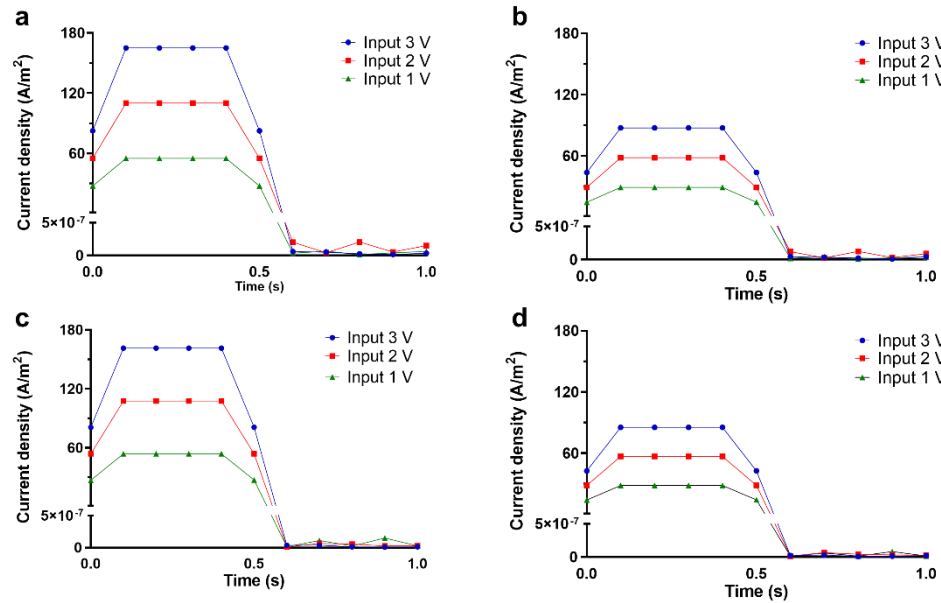 a
Current density (A/m²)
180
120
60
5×10⁻⁷
0
0.0
0.5
1.0
Time (s)
Input 3 V
Input 2 V
Input 1 V
b
Current density (A/m²)
180
120
60
5×10⁻⁷
0
0.0
0.5
1.0
Time (s)
Input 3 V
Input 2 V
Input 1 V
c
Current density (A/m²)
180
120
60
5×10⁻⁷
0
0.0
0.5
1.0
Time (s)
Input 3 V
Input 2 V
Input 1 V
d
Current density (A/m²)
180
120
60
5×10⁻⁷
0
0.0
0.5
1.0
Time (s)
Input 3 V
Input 2 V
Input 1 V